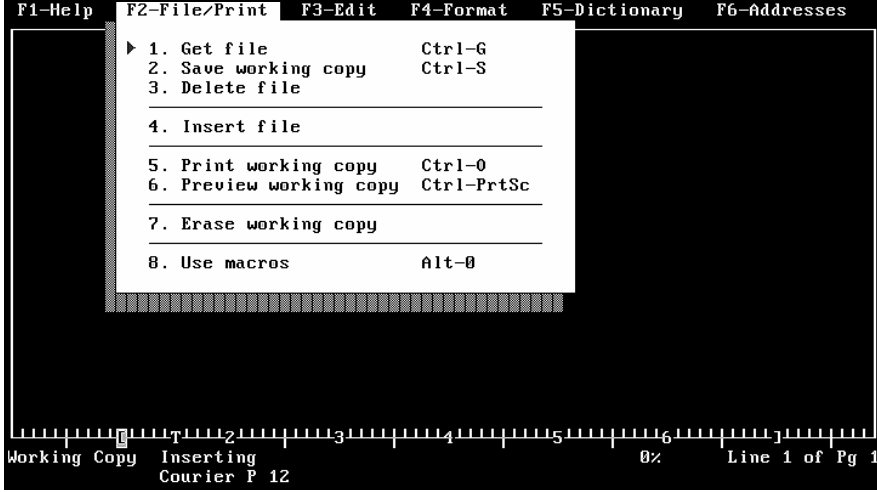 F1-Help F2-File/Print F3-Edit F4-Format F5-Dictionary F6-Addresses
1. Get file Ctrl-G
2. Save working copy Ctrl-S
3. Delete file
4. Insert file
5. Print working copy Ctrl-O
6. Preview working copy Ctrl-PrtSc
7. Erase working copy
8. Use macros Alt-0
[ T 2 3 4 5 6 ]
Working Copy Inserting 0% Line 1 of Pg 1
Courier P 12